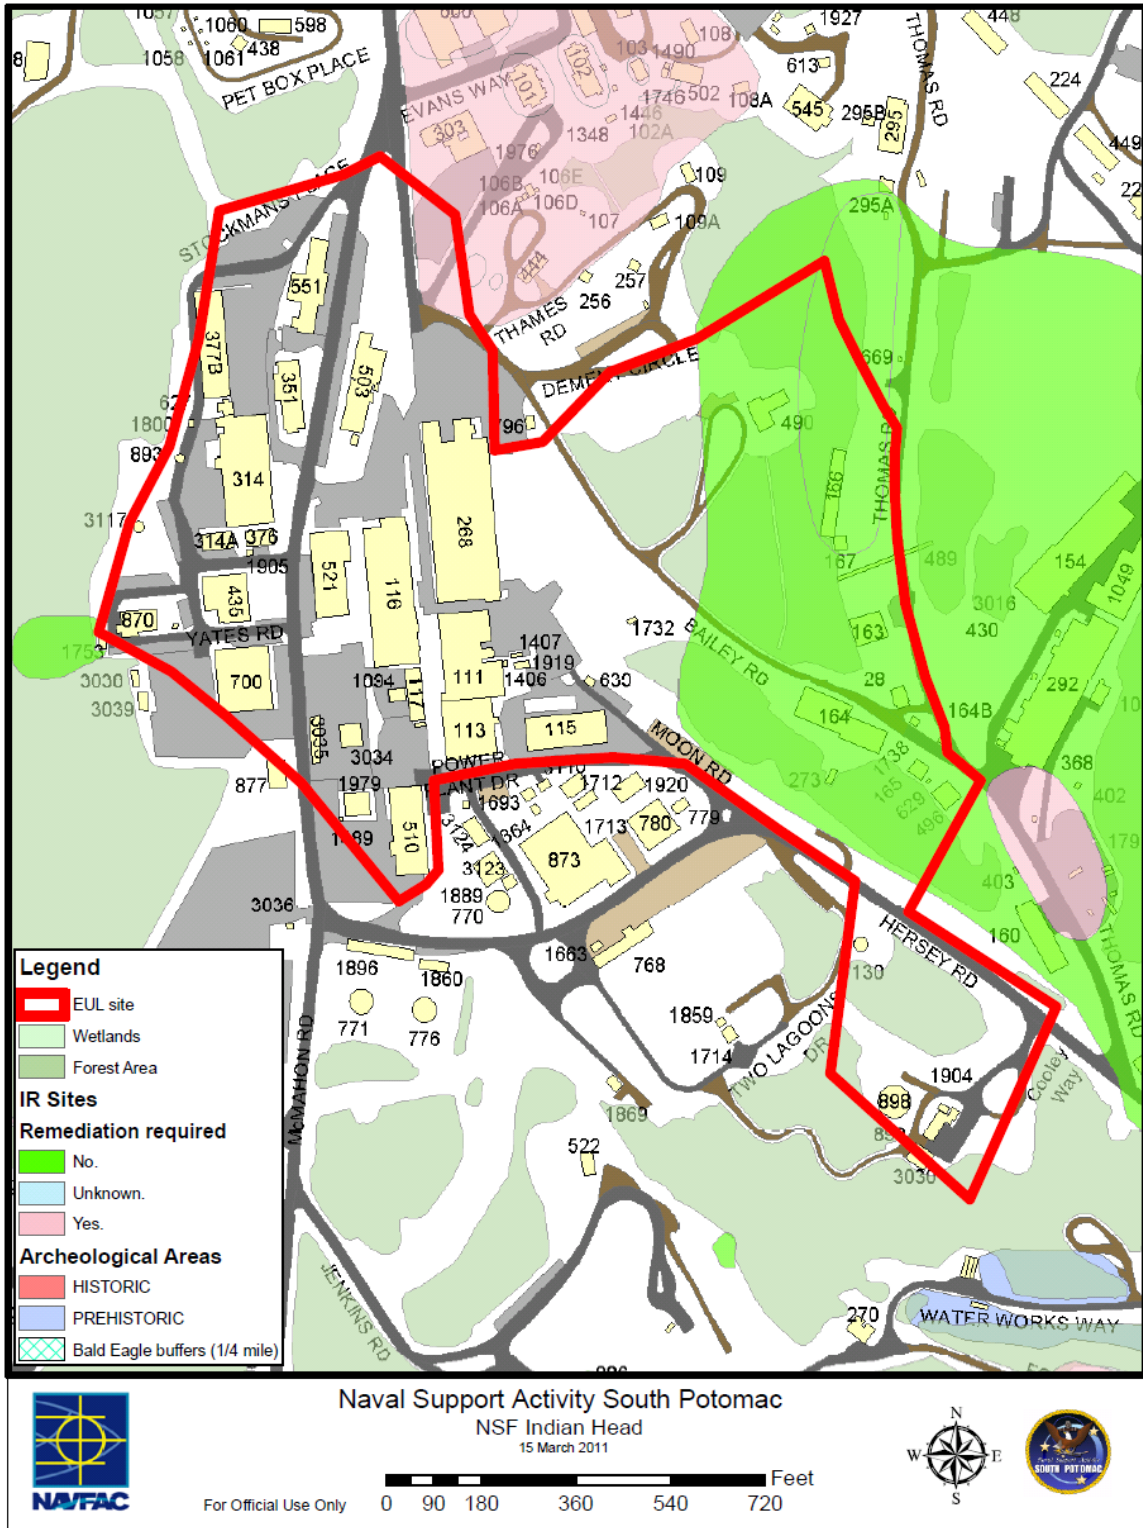 1060
598
1058
1061
438
PET BOX PLACE
1927
THOMAS RD
448
613
224
108
103
1490
102
101
EVANS WAY
1746
502
108A
545
295B
295
1446
102A
1348
303
449
1976
106E
106B
106A
106D
107
109
109A
295A
STOCKMANS PLACE
444
257
256
551
THAMES
RD
377B
351
503
DEMENT CIRCLE
669
1800
893
796
490
THOMAS RD
314
166
268
3117
314A
376
1905
521
116
167
489
154
1049
435
3016
430
870
YATES RD
1732
163
BAILEY RD
1753
1407
1919
1406
3030
3039
700
1094
117
111
630
28
292
164
164B
3035
3034
113
115
MOON RD
1738
368
POWER
PLANT DR
877
1979
1693
3110
1712
1920
273
165
629
496
402
179
510
3124
1364
1713
780
779
873
3123
1889
770
403
3036
160
HERSEY RD
THOMAS RD
1896
1860
1663
768
130
771
776
1859
1714
TWO LAGOONS
DR
Cooley
Way
1904
898
McMAHON RD
1869
522
3030
JENKINS RD
270
WATER WORKS WAY
Legend
EUL site
Wetlands
Forest Area
IR Sites
Remediation required
No.
Unknown.
Yes.
Archeological Areas
HISTORIC
PREHISTORIC
Bald Eagle buffers (1/4 mile)
NAVFAC
Naval Support Activity South Potomac
NSF Indian Head
15 March 2011
For Official Use Only
0 90 180 360 540 720
Feet
N
W E
S
SOUTH POTOMAC